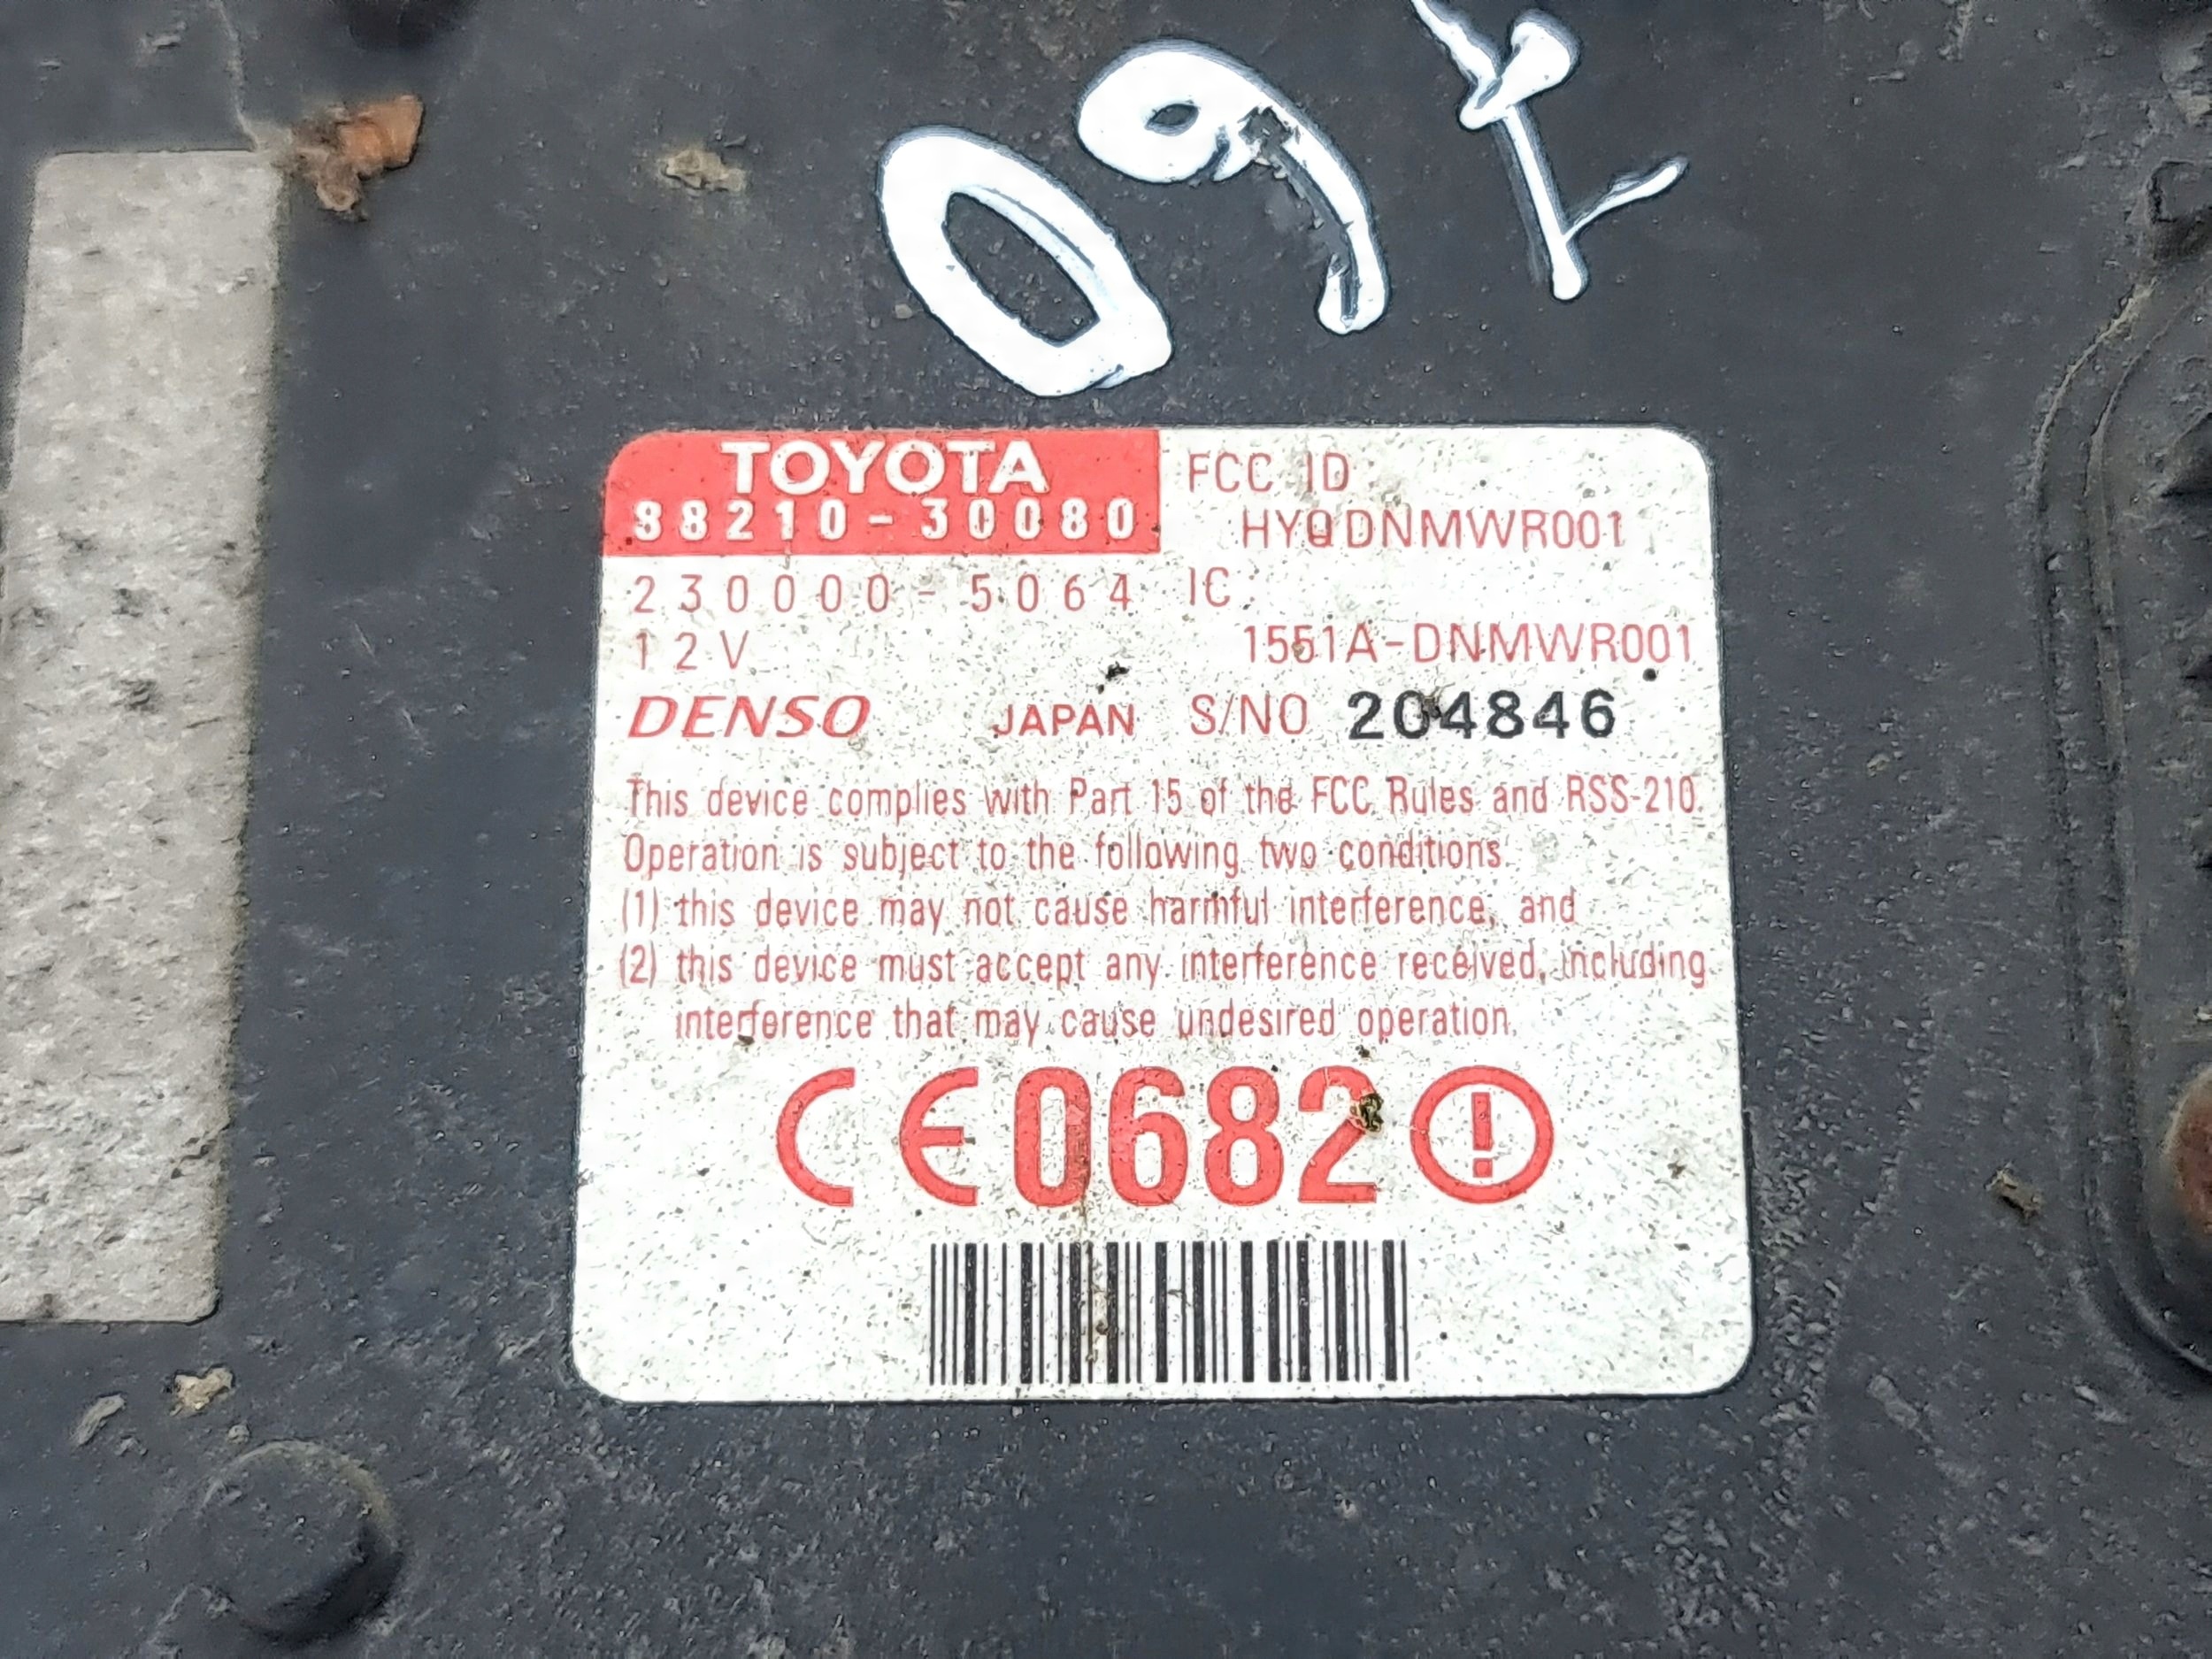 097
TOYOTA
88210-30080
230000-5064
12V
DENSO JAPAN
FCC ID
HYQDNMWR001
IC:
1551A-DNMWR001
S/NO 204846
This device complies with Part 15 of the FCC Rules and RSS-210.
Operation is subject to the following two conditions:
(1) this device may not cause harmful interference, and
(2) this device must accept any interference received, including
interference that may cause undesired operation.
CE0682